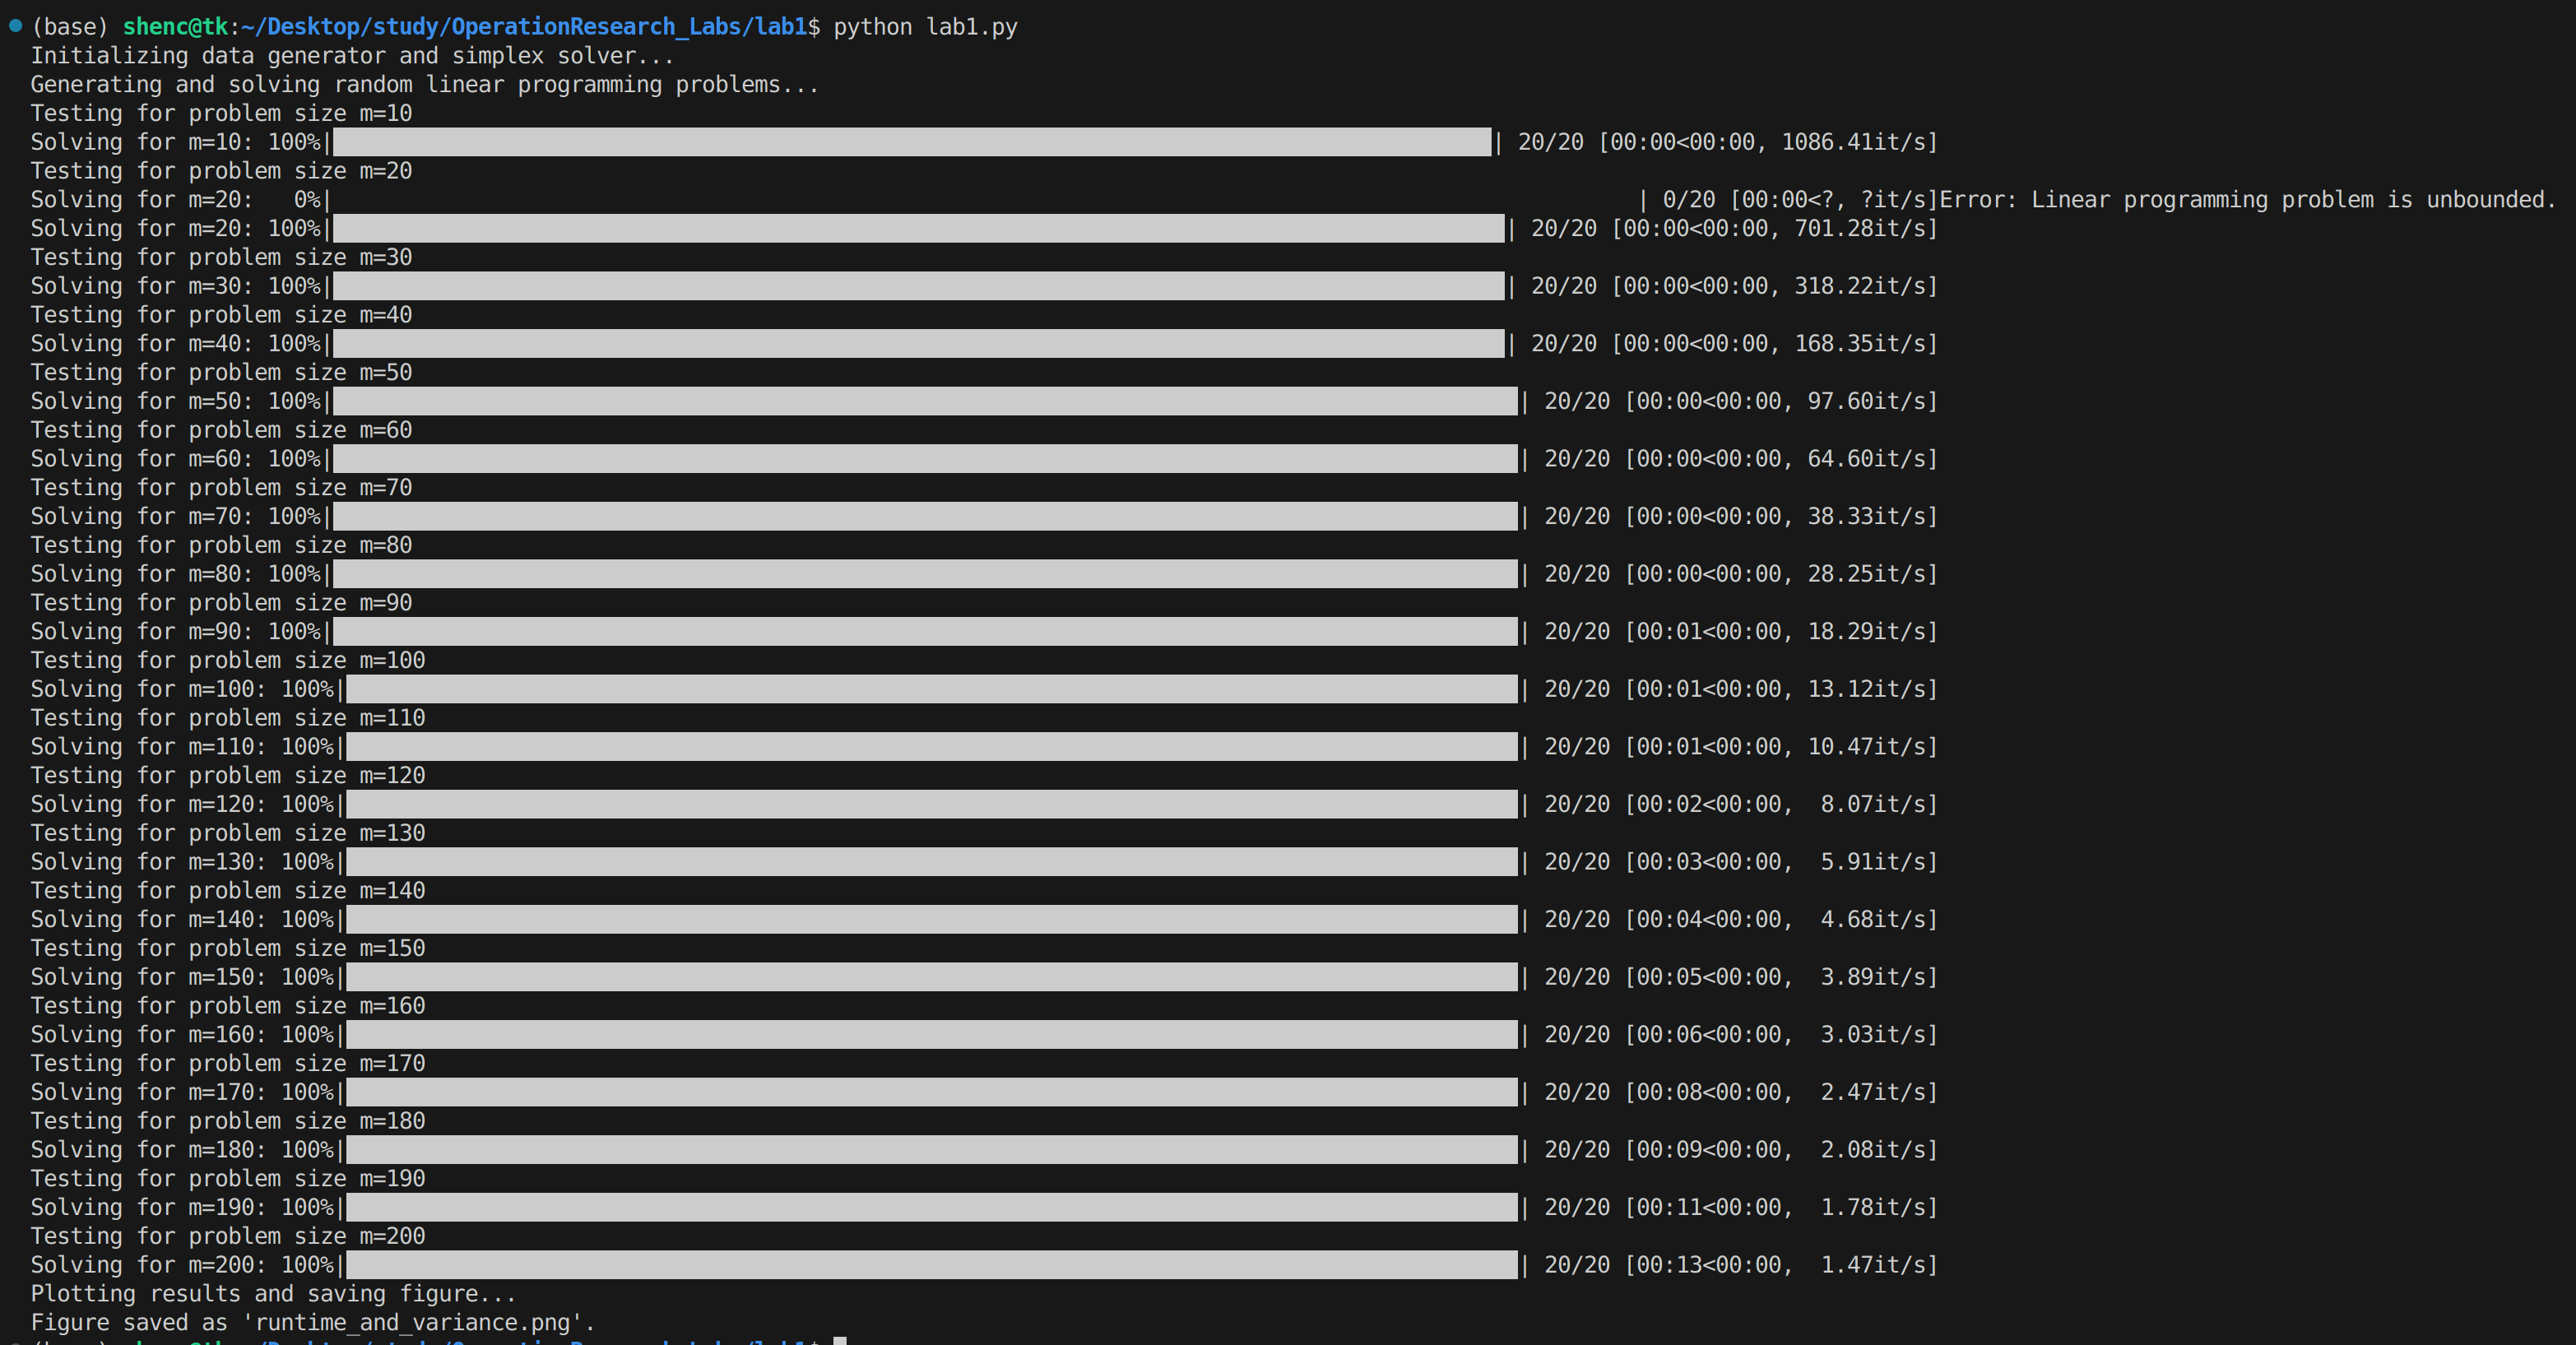 (base) shenc@tk:~/Desktop/study/OperationResearch_Labs/lab1$ python lab1.py
Initializing data generator and simplex solver...
Generating and solving random linear programming problems...
Testing for problem size m=10
Solving for m=10: 100%|| 20/20 [00:00<00:00, 1086.41it/s]
Testing for problem size m=20
Solving for m=20:   0%| | 0/20 [00:00<?, ?it/s]Error: Linear programming problem is unbounded.
Solving for m=20: 100%|| 20/20 [00:00<00:00, 701.28it/s]
Testing for problem size m=30
Solving for m=30: 100%|| 20/20 [00:00<00:00, 318.22it/s]
Testing for problem size m=40
Solving for m=40: 100%|| 20/20 [00:00<00:00, 168.35it/s]
Testing for problem size m=50
Solving for m=50: 100%|| 20/20 [00:00<00:00, 97.60it/s]
Testing for problem size m=60
Solving for m=60: 100%|| 20/20 [00:00<00:00, 64.60it/s]
Testing for problem size m=70
Solving for m=70: 100%|| 20/20 [00:00<00:00, 38.33it/s]
Testing for problem size m=80
Solving for m=80: 100%|| 20/20 [00:00<00:00, 28.25it/s]
Testing for problem size m=90
Solving for m=90: 100%|| 20/20 [00:01<00:00, 18.29it/s]
Testing for problem size m=100
Solving for m=100: 100%|| 20/20 [00:01<00:00, 13.12it/s]
Testing for problem size m=110
Solving for m=110: 100%|| 20/20 [00:01<00:00, 10.47it/s]
Testing for problem size m=120
Solving for m=120: 100%|| 20/20 [00:02<00:00,  8.07it/s]
Testing for problem size m=130
Solving for m=130: 100%|| 20/20 [00:03<00:00,  5.91it/s]
Testing for problem size m=140
Solving for m=140: 100%|| 20/20 [00:04<00:00,  4.68it/s]
Testing for problem size m=150
Solving for m=150: 100%|| 20/20 [00:05<00:00,  3.89it/s]
Testing for problem size m=160
Solving for m=160: 100%|| 20/20 [00:06<00:00,  3.03it/s]
Testing for problem size m=170
Solving for m=170: 100%|| 20/20 [00:08<00:00,  2.47it/s]
Testing for problem size m=180
Solving for m=180: 100%|| 20/20 [00:09<00:00,  2.08it/s]
Testing for problem size m=190
Solving for m=190: 100%|| 20/20 [00:11<00:00,  1.78it/s]
Testing for problem size m=200
Solving for m=200: 100%|| 20/20 [00:13<00:00,  1.47it/s]
Plotting results and saving figure...
Figure saved as 'runtime_and_variance.png'.
(base) shenc@tk:~/Desktop/study/OperationResearch_Labs/lab1$